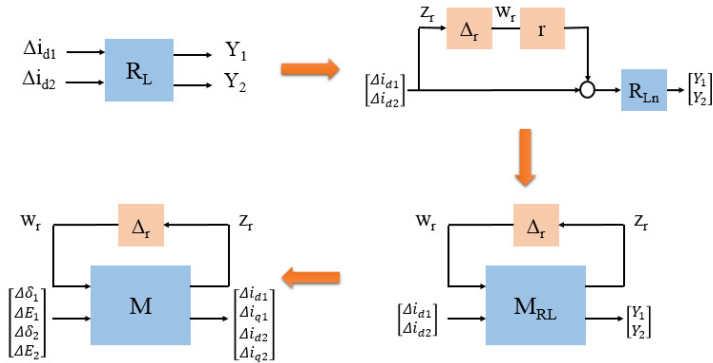 Δi_d1
Δi_d2
R_L
Y_1
Y_2
Z_r
Δ_r
W_r
r
[Δi_d1
Δi_d2]
R_Ln
[Y_1
Y_2]
W_r
Δ_r
Z_r
[Δδ_1
ΔE_1
Δδ_2
ΔE_2]
M
[Δi_d1
Δi_q1
Δi_d2
Δi_q2]
W_r
Δ_r
Z_r
[Δi_d1
Δi_d2]
M_RL
[Y_1
Y_2]